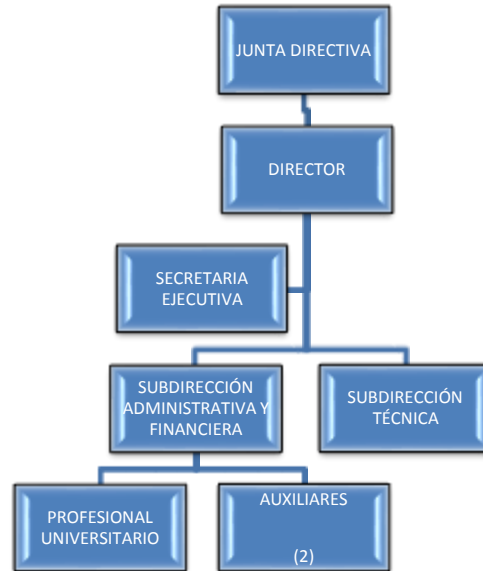 JUNTA DIRECTIVA
DIRECTOR
SECRETARIA
EJECUTIVA
SUBDIRECCIÓN
ADMINISTRATIVA Y
FINANCIERA
SUBDIRECCIÓN
TÉCNICA
PROFESIONAL
UNIVERSITARIO
AUXILIARES
(2)